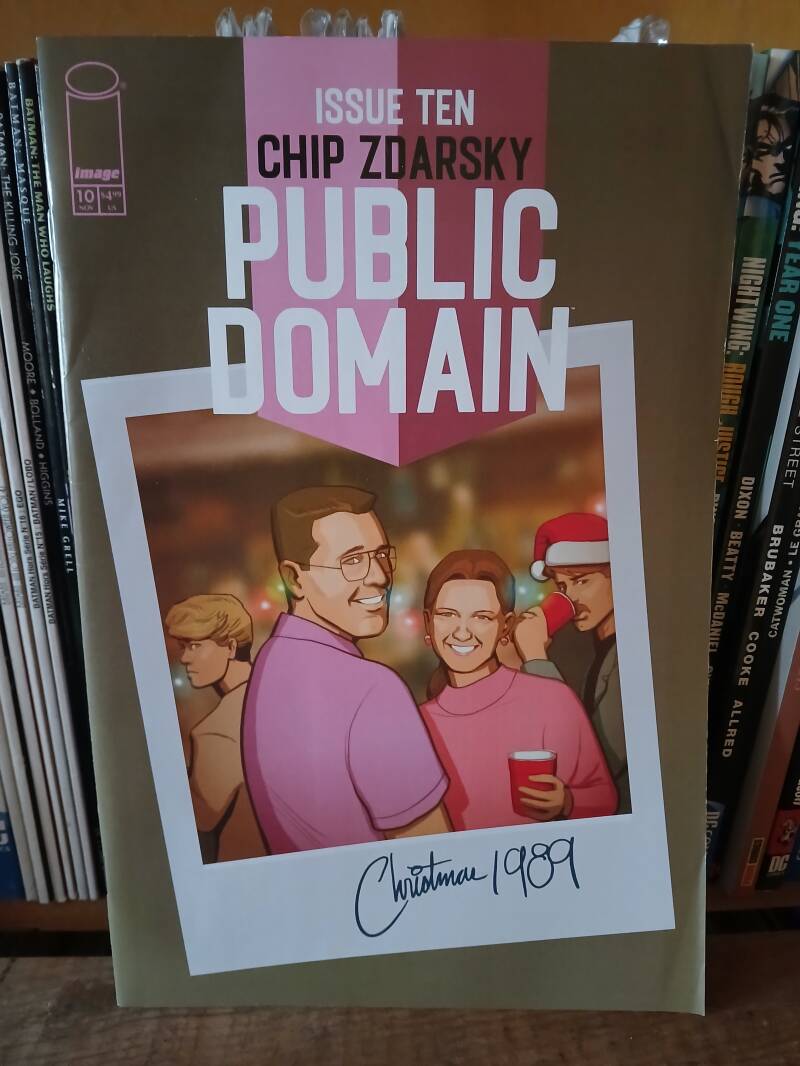 ISSUE TEN
CHIP ZDARSKY
PUBLIC
DOMAIN
image
10 $4.99
NOV US
Christmas 1989
BATMAN: THE KILLING JOKE
MOORE • BOLLAND • HIGGINS
BATMAN: MASQUE
MIKE GRELL
BATMAN: THE MAN WHO LAUGHS
NIGHTWING: ROUGH JUSTICE
DIXON • BEATTY McDANIEL
YEAR ONE
BRUBAKER COOKE ALLRED
CATWOMAN
STREET
DC